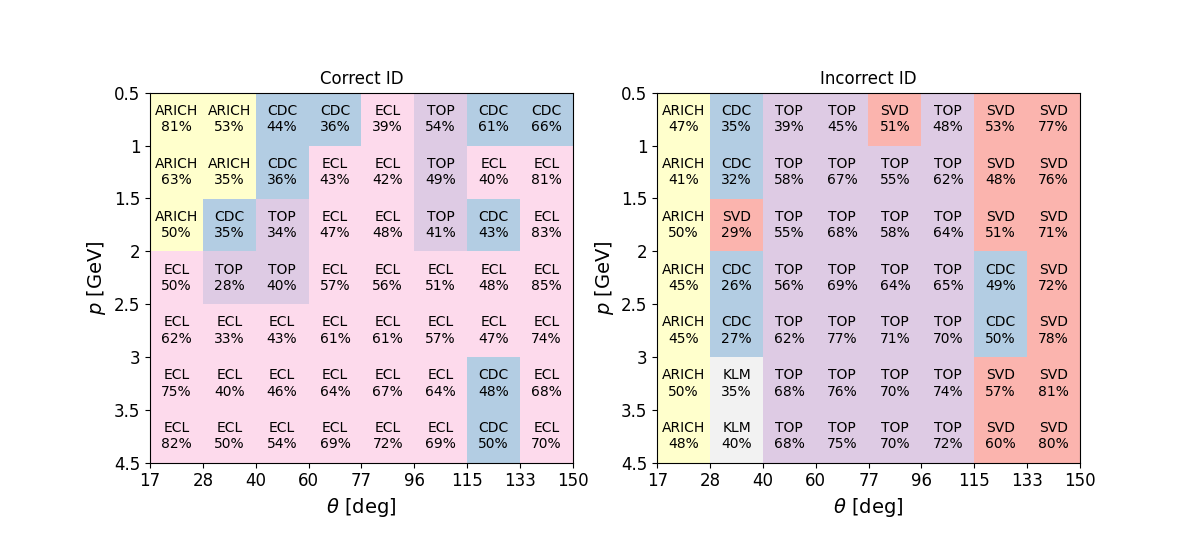 Correct ID
0.5
1
1.5
2
2.5
3
3.5
4.5
p [GeV]
ARICH ARICH CDC CDC ECL TOP CDC CDC
81% 53% 44% 36% 39% 54% 61% 66%
ARICH ARICH CDC ECL ECL TOP ECL ECL
63% 35% 36% 43% 42% 49% 40% 81%
ARICH CDC TOP ECL ECL TOP CDC ECL
50% 35% 34% 47% 48% 41% 43% 83%
ECL TOP TOP ECL ECL ECL ECL ECL
50% 28% 40% 57% 56% 51% 48% 85%
ECL ECL ECL ECL ECL ECL ECL ECL
62% 33% 43% 61% 61% 57% 47% 74%
ECL ECL ECL ECL ECL ECL CDC ECL
75% 40% 46% 64% 67% 64% 48% 68%
ECL ECL ECL ECL ECL ECL CDC ECL
82% 50% 54% 69% 72% 69% 50% 70%
17 28 40 60 77 96 115 133 150
θ [deg]
Incorrect ID
0.5
1
1.5
2
2.5
3
3.5
4.5
p [GeV]
ARICH CDC TOP TOP SVD TOP SVD SVD
47% 35% 39% 45% 51% 48% 53% 77%
ARICH CDC TOP TOP TOP TOP SVD SVD
41% 32% 58% 67% 55% 62% 48% 76%
ARICH SVD TOP TOP TOP TOP SVD SVD
50% 29% 55% 68% 58% 64% 51% 71%
ARICH CDC TOP TOP TOP TOP CDC SVD
45% 26% 56% 69% 64% 65% 49% 72%
ARICH CDC TOP TOP TOP TOP CDC SVD
45% 27% 62% 77% 71% 70% 50% 78%
ARICH KLM TOP TOP TOP TOP SVD SVD
50% 35% 68% 76% 70% 74% 57% 81%
ARICH KLM TOP TOP TOP TOP SVD SVD
48% 40% 68% 75% 70% 72% 60% 80%
17 28 40 60 77 96 115 133 150
θ [deg]